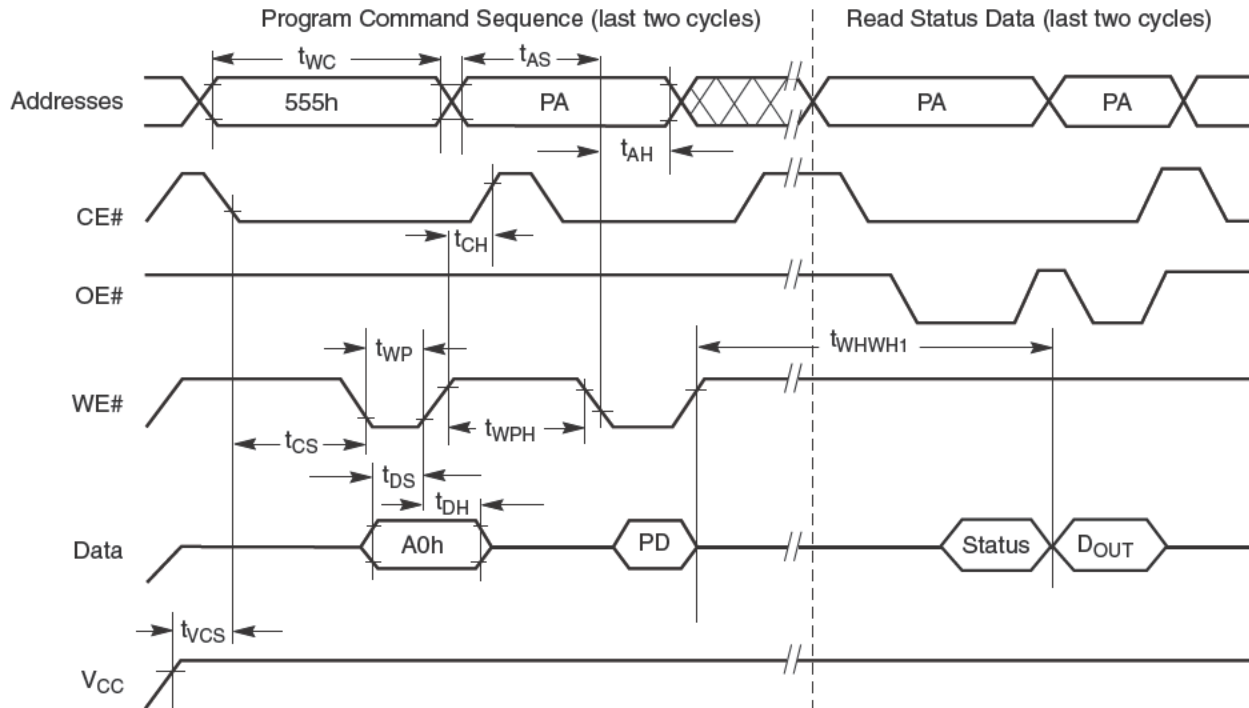 Program Command Sequence (last two cycles) Read Status Data (last two cycles)
tWC tAS
Addresses 555h PA PA PA
tAH
CE#
tCH
OE#
tWP tWHWH1
WE#
tCS tWPH
tDS
tDH
Data A0h PD Status DOUT
tVCS
VCC